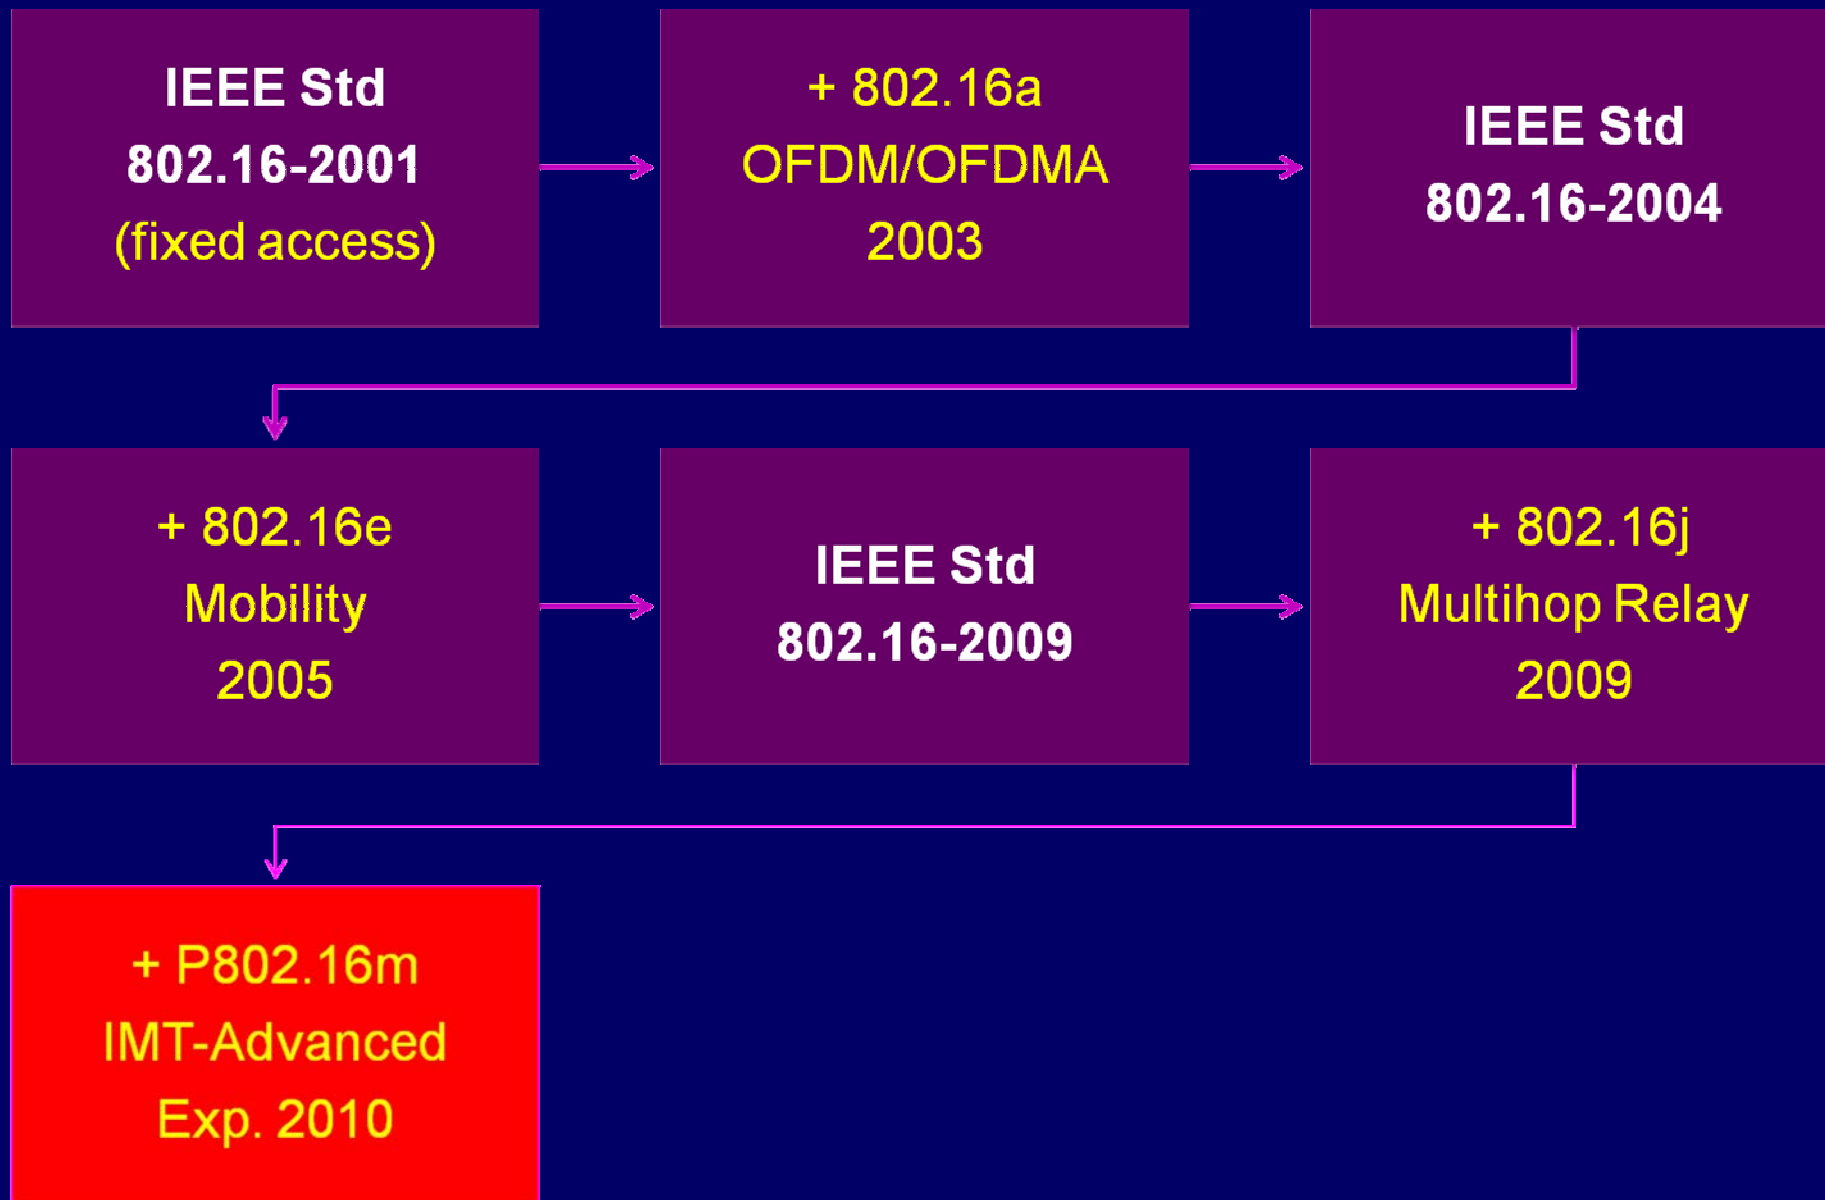 IEEE Std
802.16-2001
(fixed access)
+ 802.16a
OFDM/OFDMA
2003
IEEE Std
802.16-2004
+ 802.16e
Mobility
2005
IEEE Std
802.16-2009
+ 802.16j
Multihop Relay
2009
+ P802.16m
IMT-Advanced
Exp. 2010